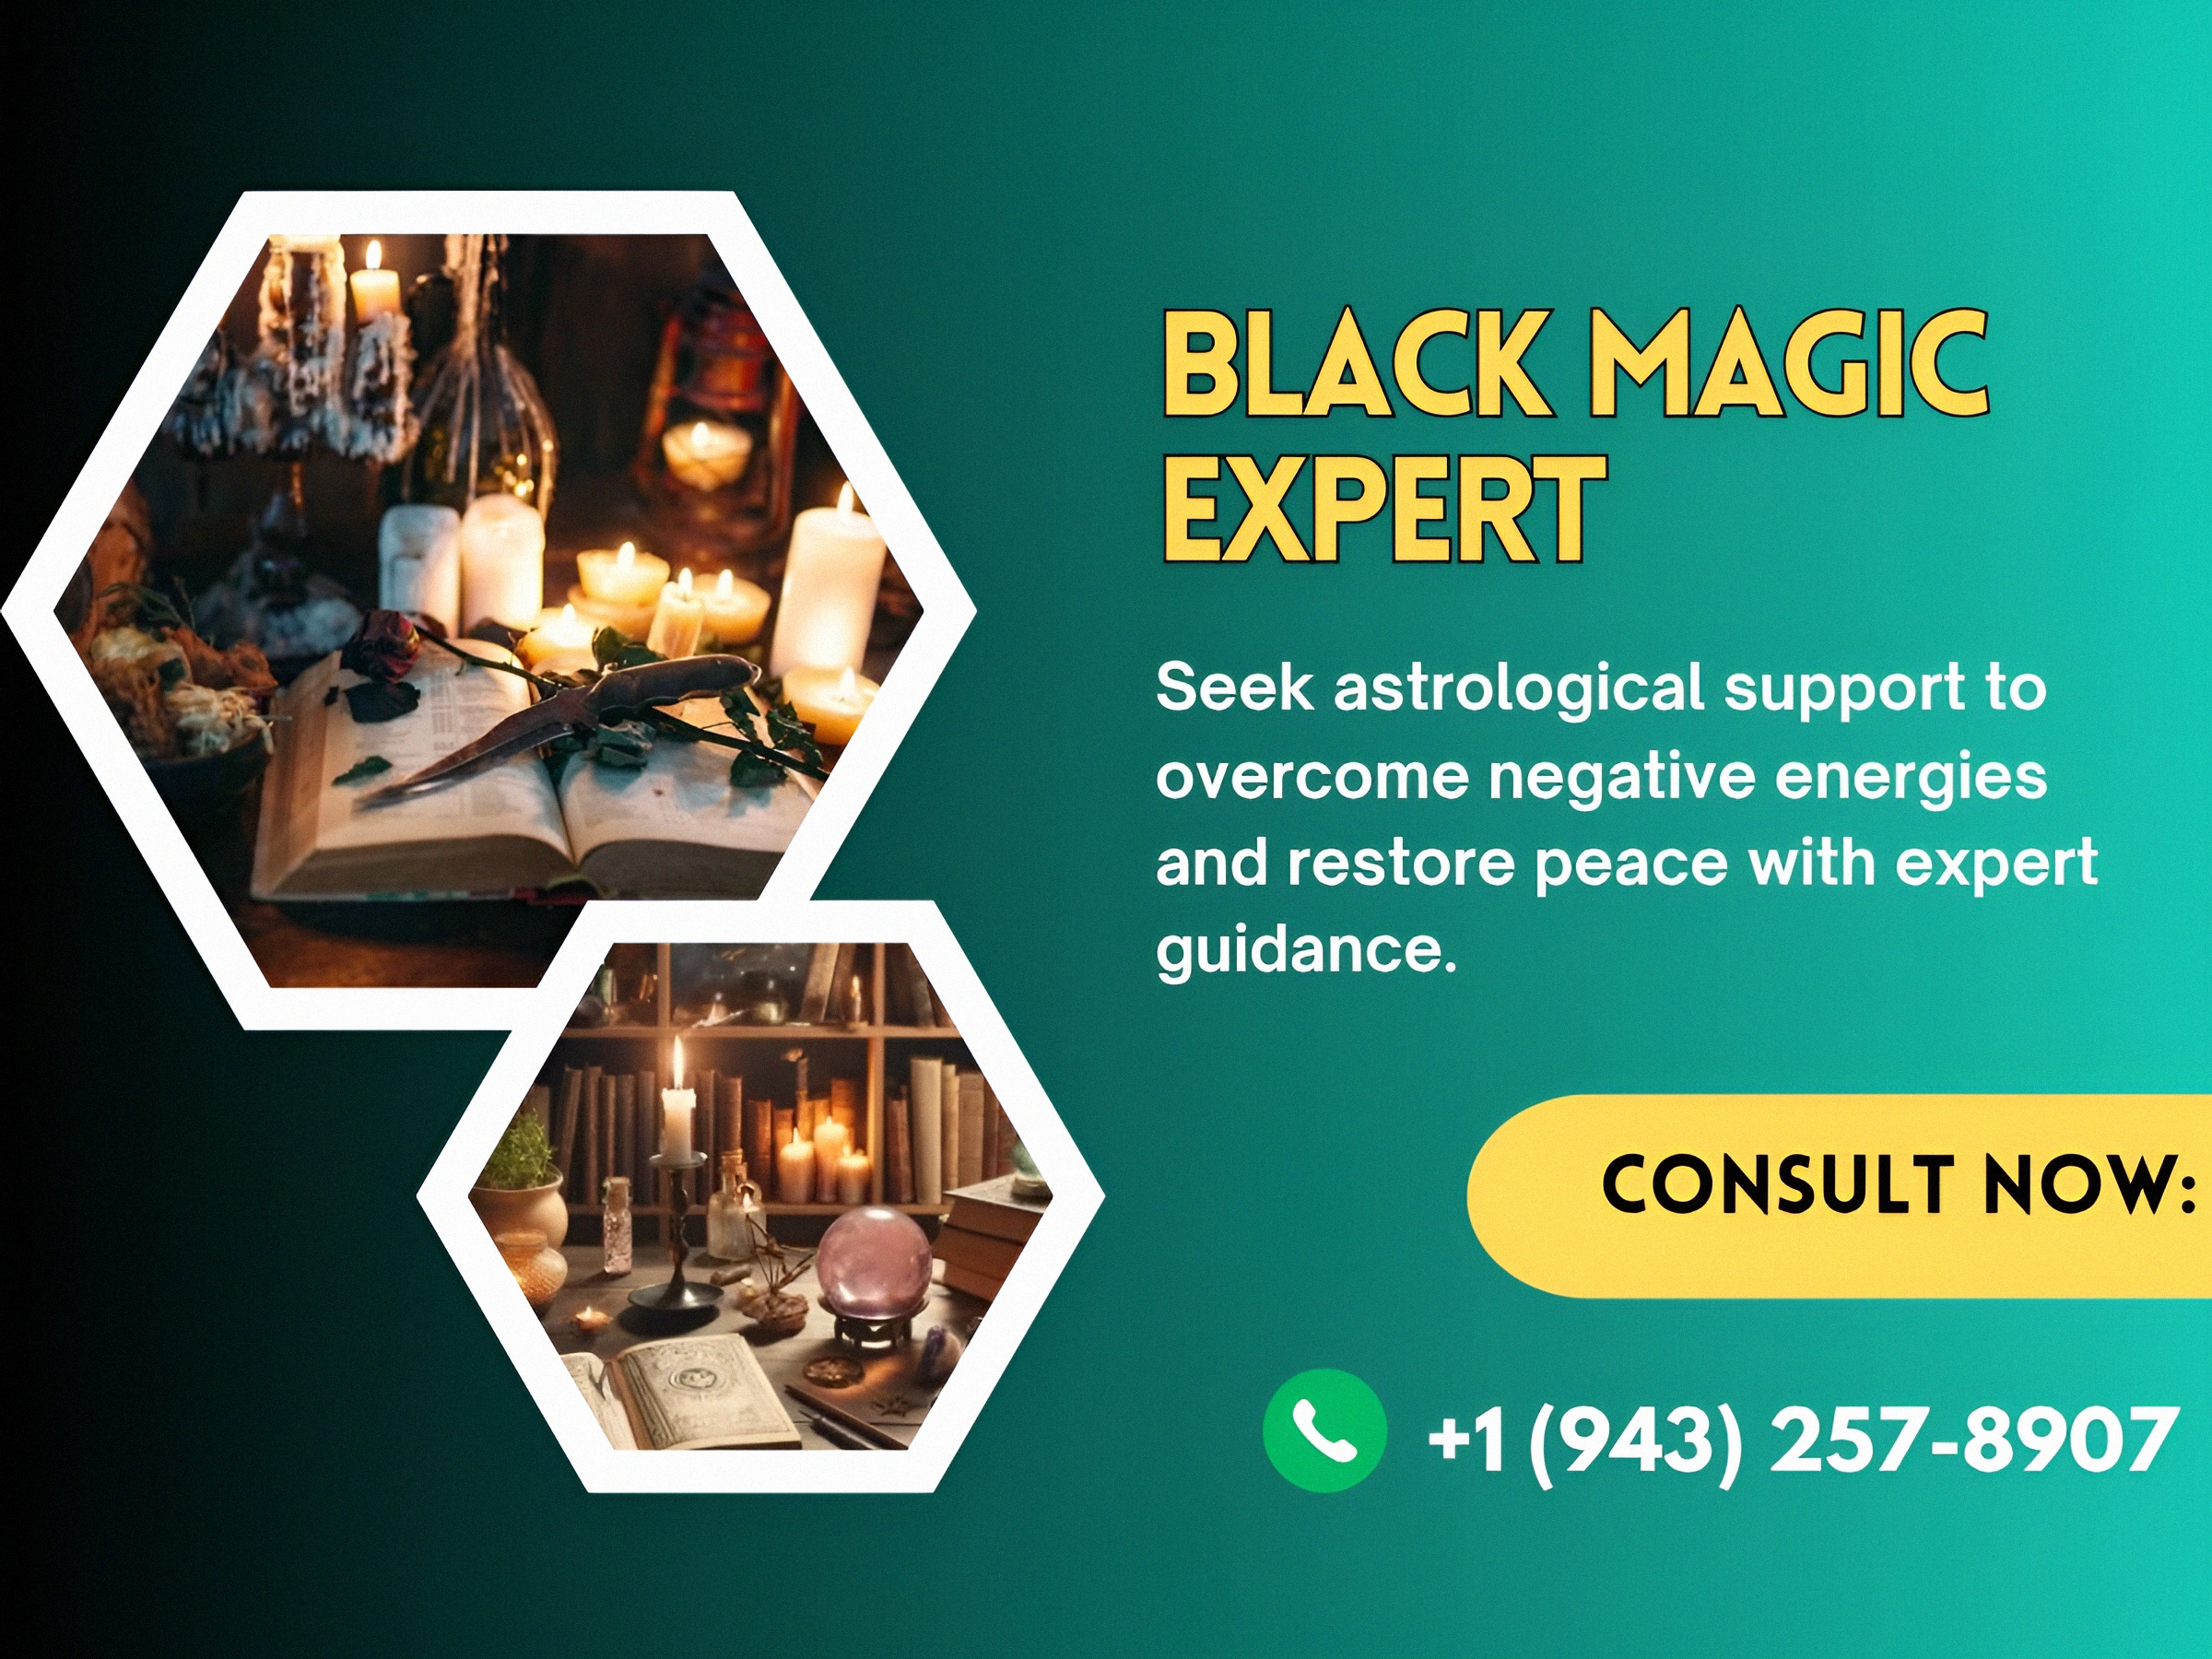 BLACK MAGIC
EXPERT
Seek astrological support to
overcome negative energies
and restore peace with expert
guidance.
CONSULT NOW:
+1 (943) 257-8907